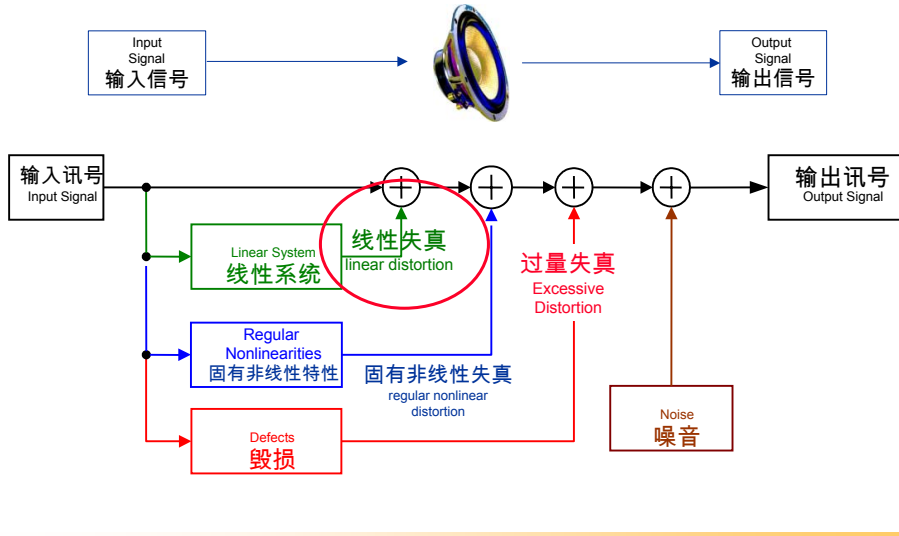 Input
Signal
输入信号
Output
Signal
输出信号
输入讯号
Input Signal
输出讯号
Output Signal
Linear System
线性系统
线性失真
linear distortion
过量失真
Excessive
Distortion
Regular
Nonlinearities
固有非线性特性
固有非线性失真
regular nonlinear
distortion
Defects
毁损
Noise
噪音